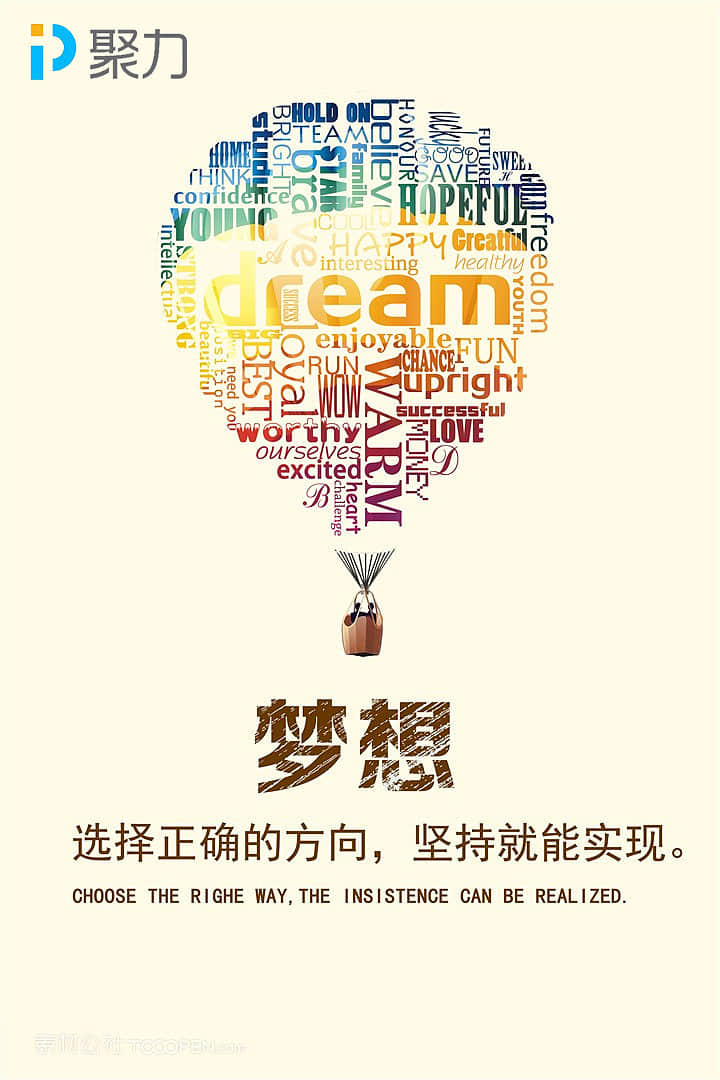 聚力
HOLD ON
TEAM
BRIGHT
study
HOME
THINK
confidence
YOUNG
intellectual
STRONG
brave
STAR
family
believe
HONOUR
lucky
GOOD
SAVE
FUTURE
SWEET
GOLD
freedom
HOPEFUL
COOL
HAPPY
Greatful
interesting
healthy
A
dream
SUCCESS
YOUTH
BIG
beautiful
position
need you
BEST
loyal
enjoyable
RUN
WOW
WARM
CHANCE
FUN
upright
successful
worthy
ourselves
excited
MONEY
LOVE
D
B
challenge
heart
梦想
选择正确的方向，坚持就能实现。
CHOOSE THE RIGHE WAY,THE INSISTENCE CAN BE REALIZED.
素材公社 TOOOPEN.com